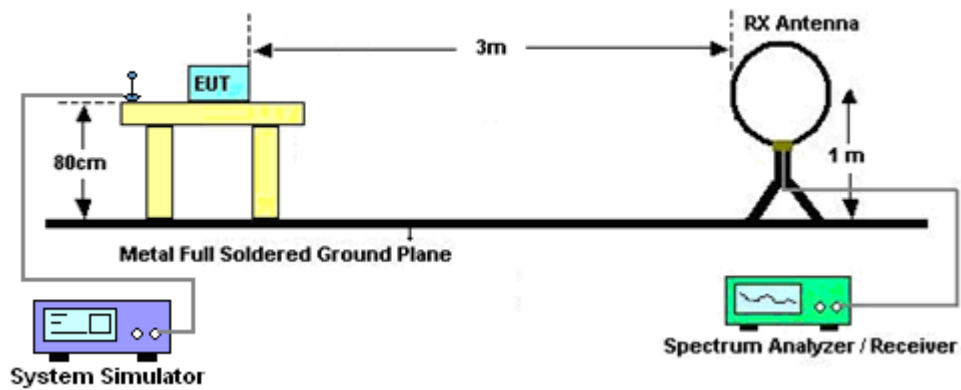 RX Antenna
3m
EUT
80cm
1 m
Metal Full Soldered Ground Plane
Spectrum Analyzer / Receiver
System Simulator